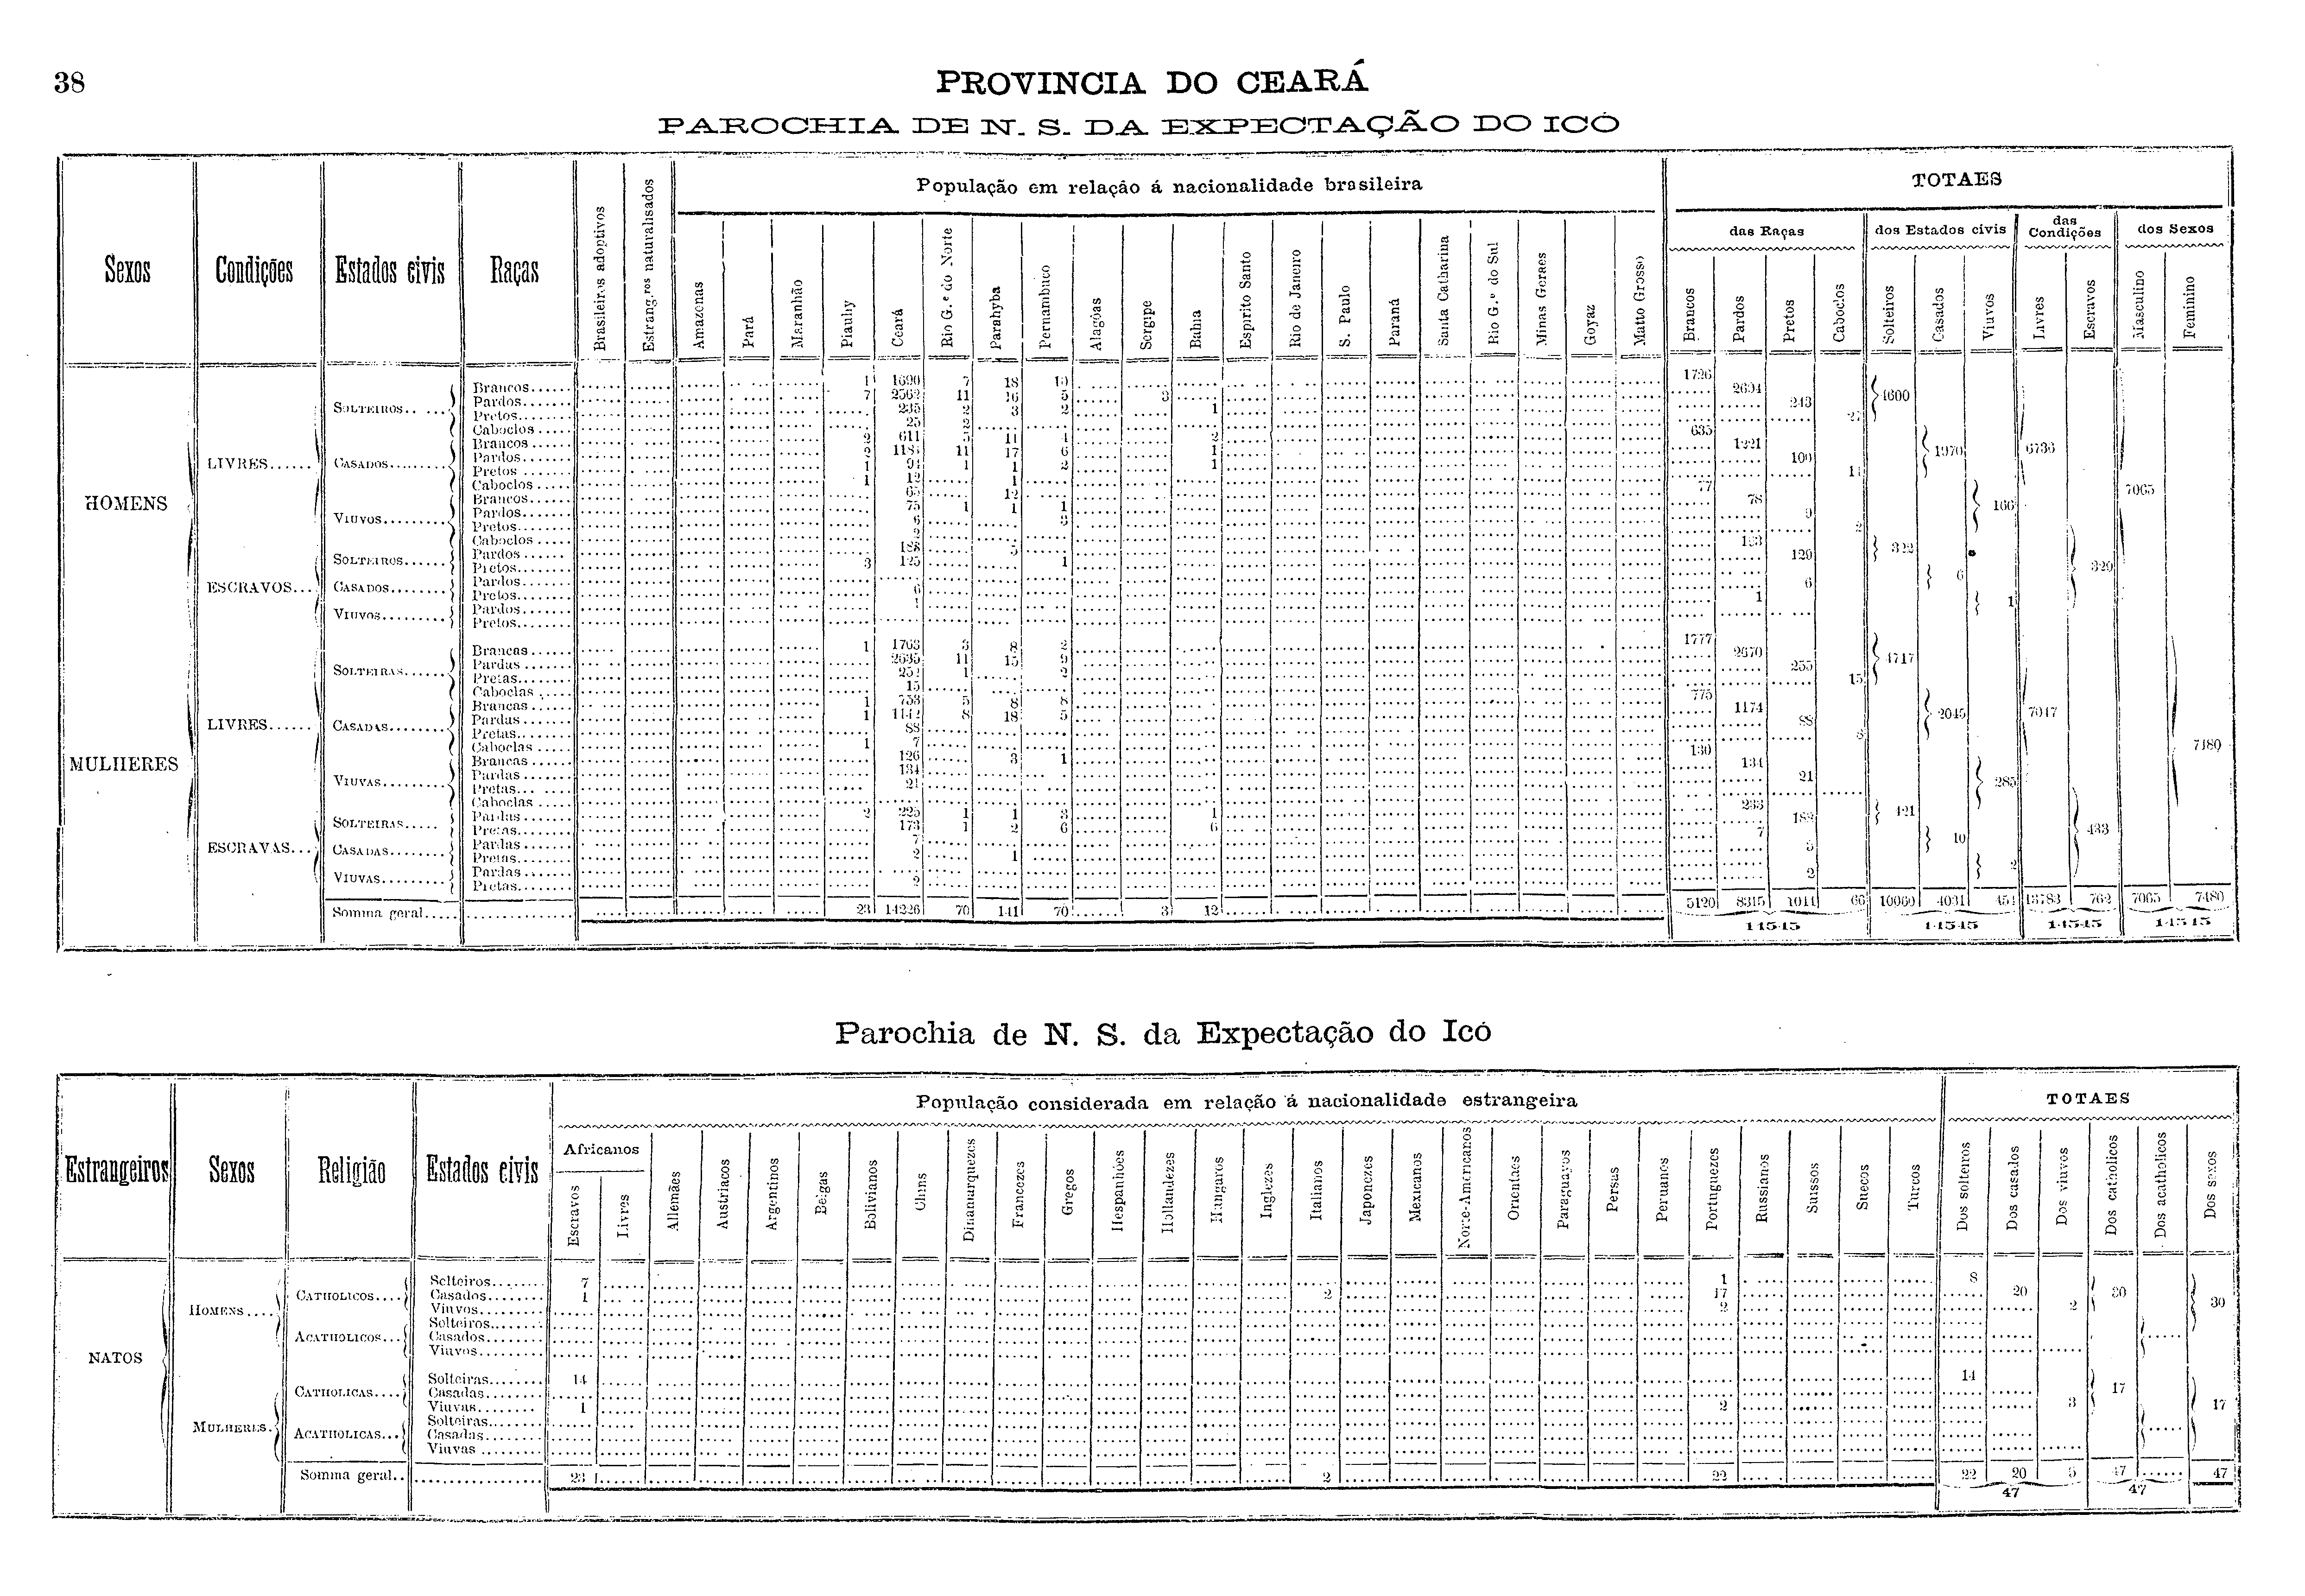 38
PROVINCIA DO CEARÁ
PAROCHIA DE N. S. DA EXPECTAÇÃO DO ICÓ
Sexos Condições Estados civis Raças Brasileiros adoptivos Estrang.ros naturalisados
População em relação á nacionalidade brasileira
Amazonas Pará Maranhão Piauhy Ceará Rio G.e do Norte Parahyba Pernambuco Alagôas Sergipe Bahia Espirito Santo Rio de Janeiro S. Paulo Paraná Santa Catharina Rio G.e do Sul Minas Geraes Goyaz Matto Grosso
TOTAES
das Raças dos Estados civis das Condições dos Sexos
Brancos Pardos Pretos Caboclos Solteiros Casados Viuvos Livres Escravos Masculino Feminino
HOMENS
LIVRES
SOLTEIROS
Brancos 1 1690 7 18 10 1726
Pardos 7 2562 11 16 5 3 2604
Pretos 235 2 3 2 1 243
Caboclos 25 2 27
4600
CASADOS
Brancos 2 611 5 11 4 2 635
Pardos 2 1184 11 17 6 1 1221
Pretos 1 94 1 1 2 1 100
Caboclos 1 12 1 14
1970 6736
VIUVOS
Brancos 65 12 77
Pardos 75 1 1 1 78
Pretos 6 3 9
Caboclos 2 2
166 7065
ESCRAVOS
SOLTEIROS
Pardos 188 5 193
Pretos 3 125 1 129
322
CASADOS
Pardos
Pretos 6 6
6 329
VIUVOS
Pardos 1 1
Pretos
1
MULHERES
LIVRES
SOLTEIRAS
Brancas 1 1763 3 8 2 1777
Pardas 2635 11 15 9 2670
Pretas 252 1 2 255
Caboclas 15 15
4717
CASADAS
Brancas 1 753 5 8 8 775
Pardas 1 1142 8 18 5 1174
Pretas 88 88
Caboclas 1 7 8
2045 7047
VIUVAS
Brancas 126 3 1 130
Pardas 134 134
Pretas 21 21
Caboclas
285 7480
ESCRAVAS
SOLTEIRAS
Pardas 2 225 1 1 3 1 233
Pretas 173 1 2 6 6 188
421
CASADAS
Pardas 7 7
Pretas 2 1 3
10 433
VIUVAS
Pardas
Pretas 2 2
2
Somma geral 23 14226 70 141 70 3 12 5120 8315 1044 66 10060 4031 454 13783 762 7065 7480
14545 14545 14545 14545
Parochia de N. S. da Expectação do Icó
Estrangeiros Sexos Religião Estados civis
População considerada em relação á nacionalidade estrangeira
TOTAES
Africanos
Escravos Livres Allemães Austriacos Argentinos Belgas Bolivianos Chins Dinamarquezes Francezes Gregos Hespanhóes Hollandezes Hungaros Inglezes Italianos Japonezes Mexicanos Norte-Americanos Orientaes Paraguayos Persas Peruanos Portuguezes Russianos Suissos Suecos Turcos Dos solteiros Dos casados Dos viuvos Dos catholicos Dos acatholicos Dos sexos
NATOS
HOMENS
CATHOLICOS
Solteiros 7 1 8
Casados 1 2 17 20
Viuvos 2 2
30 30
ACATHOLICOS
Solteiros
Casados
Viuvos
MULHERES
CATHOLICAS
Solteiras 14 14
Casadas
Viuvas 1 2 3
17 17
ACATHOLICAS
Solteiras
Casadas
Viuvas
Somma geral 23 2 22 22 20 5 47 47
47 47